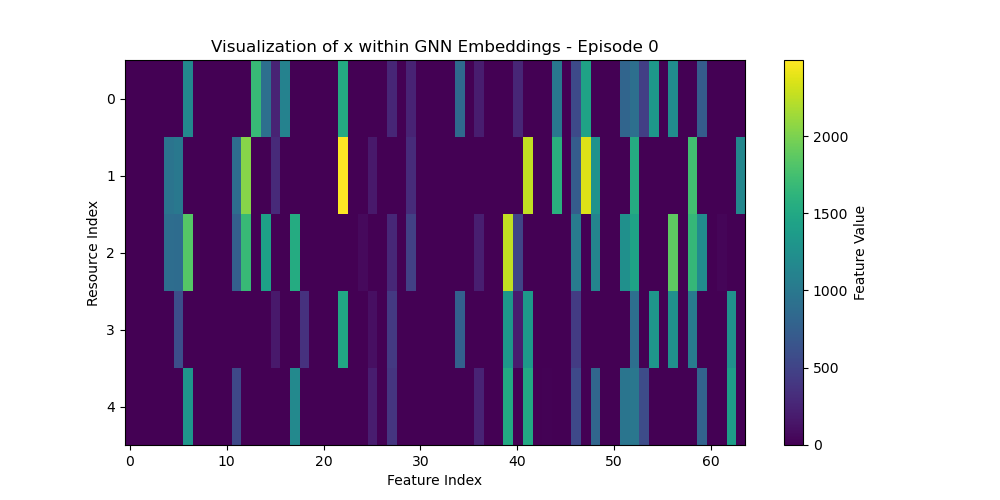 Visualization of x within GNN Embeddings - Episode 0
Resource Index
0
1
2
3
4
0 10 20 30 40 50 60
Feature Index
2000
1500
1000
500
0
Feature Value